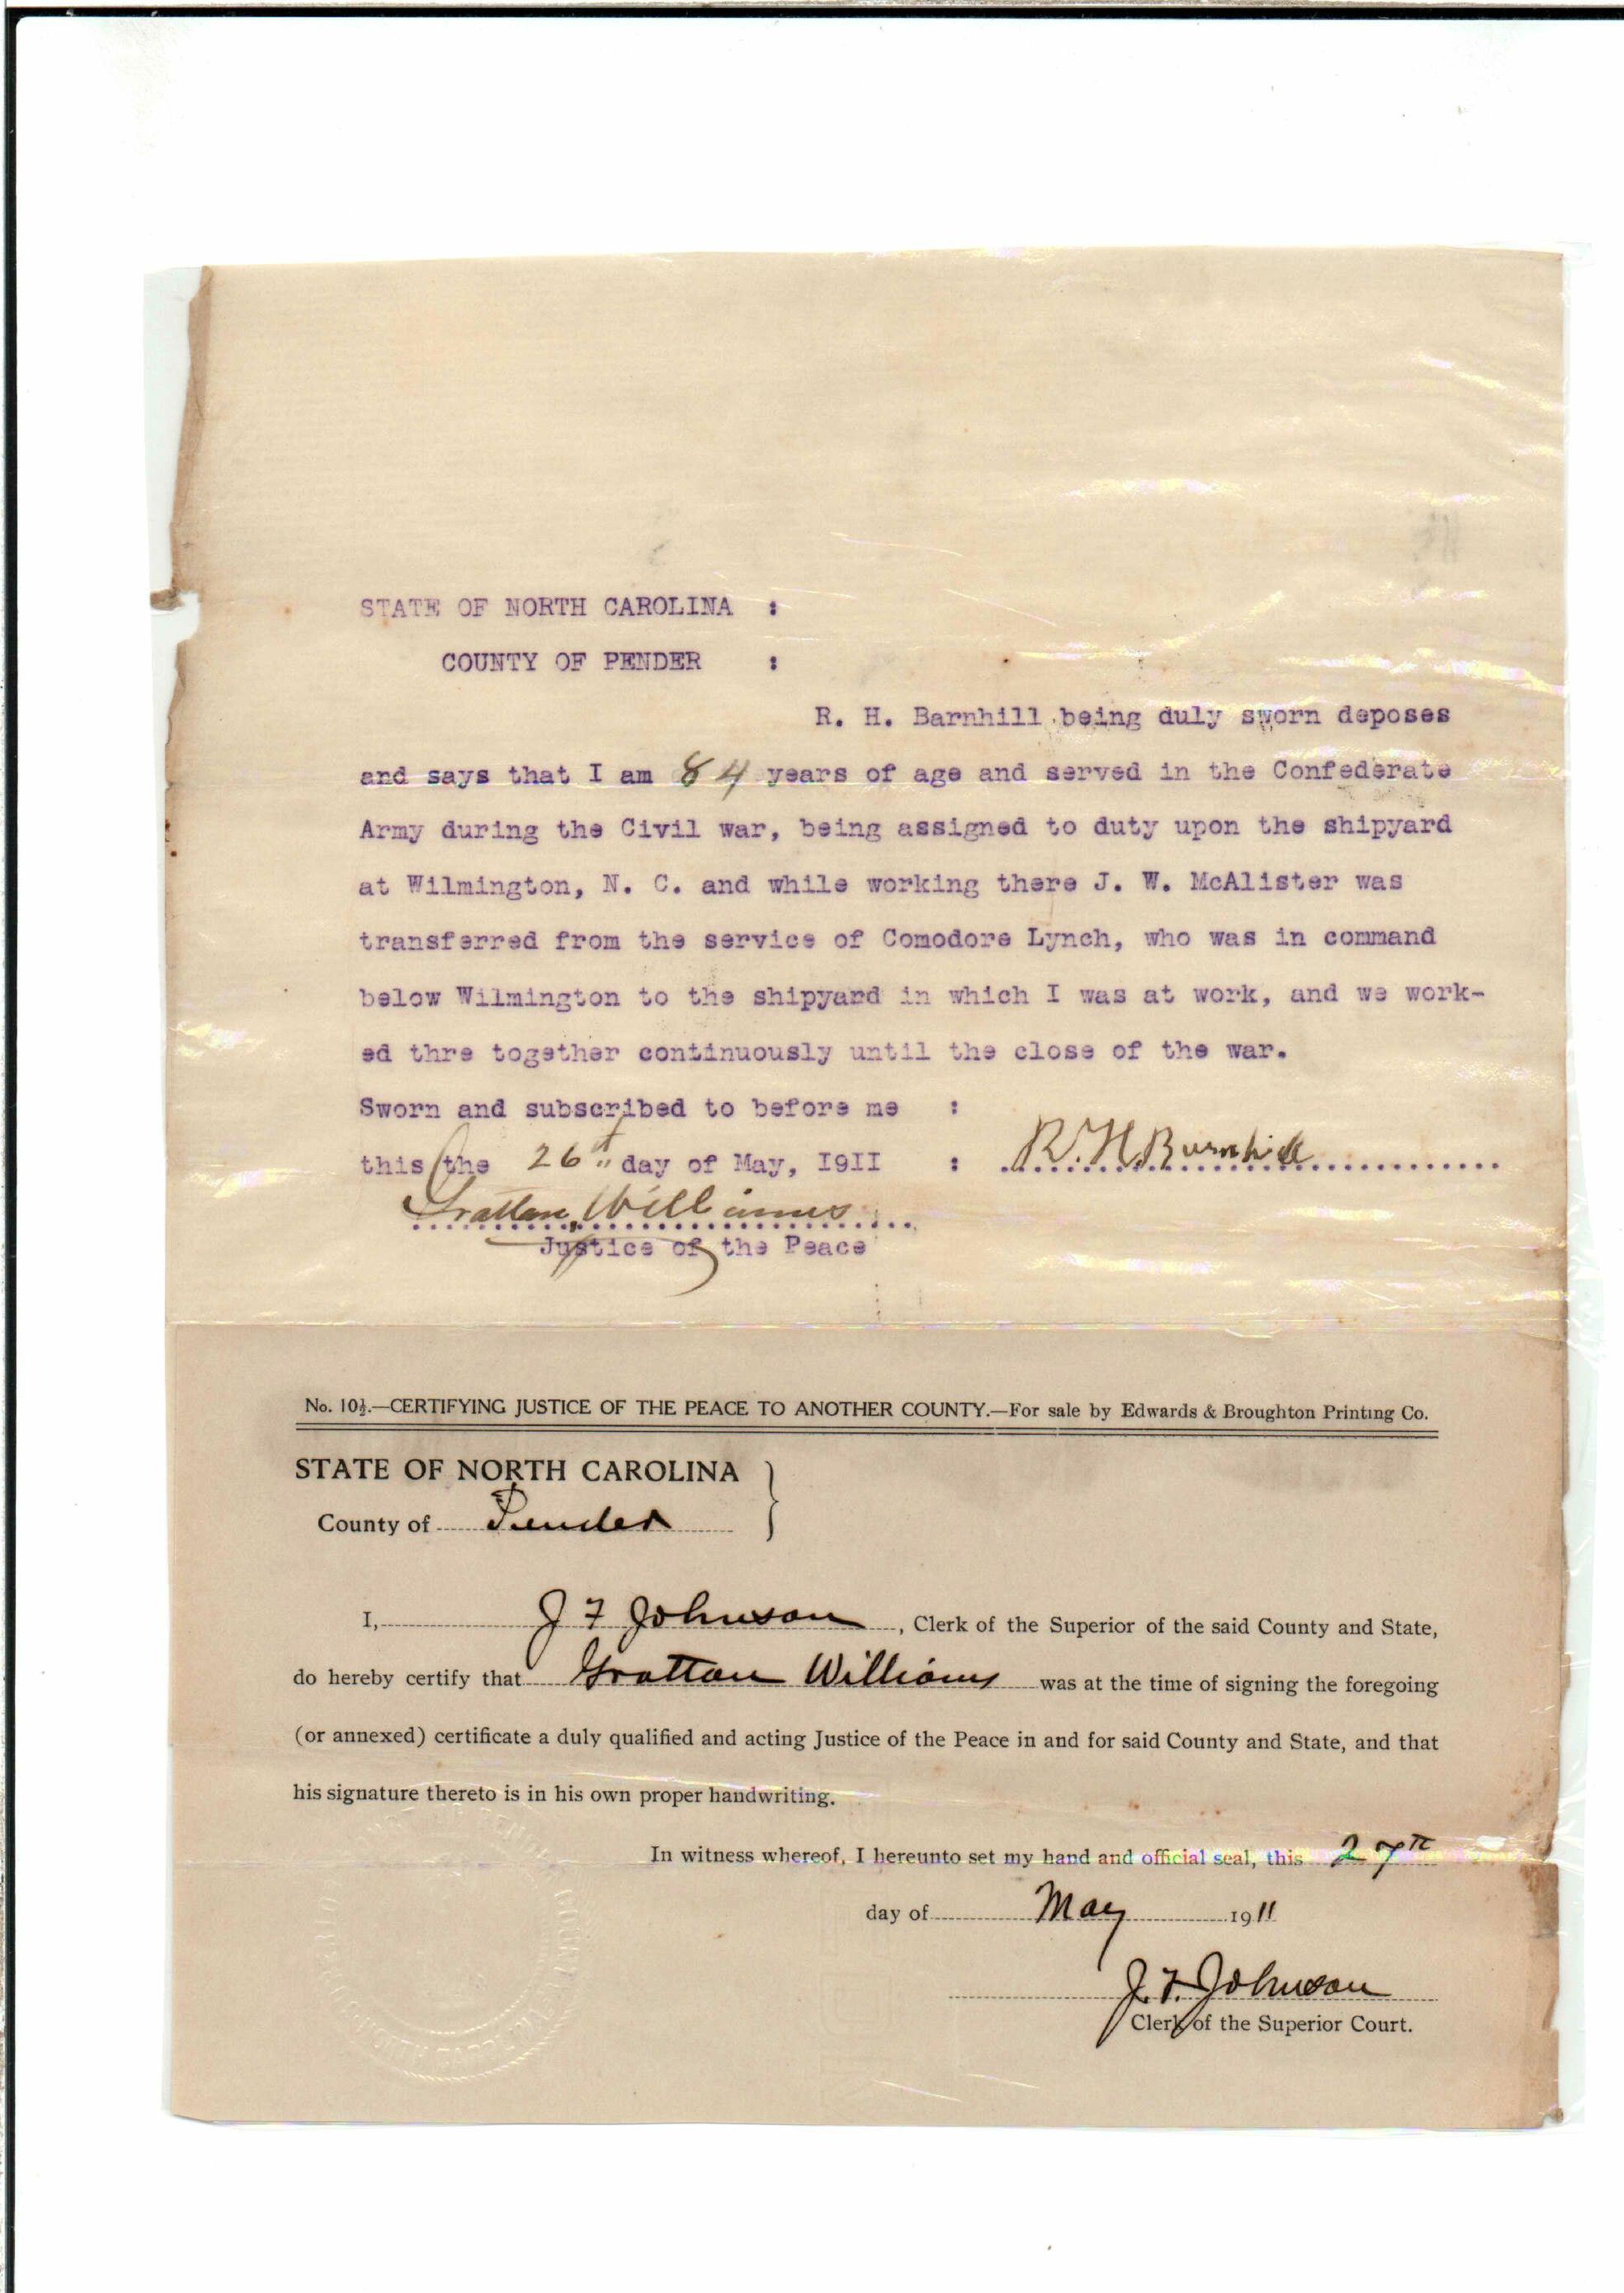 STATE OF NORTH CAROLINA :
COUNTY OF PENDER :
R. H. Barnhill being duly sworn deposes
and says that I am 84 years of age and served in the Confederate
Army during the Civil war, being assigned to duty upon the shipyard
at Wilmington, N. C. and while working there J. W. McAlister was
transferred from the service of Comodore Lynch, who was in command
below Wilmington to the shipyard in which I was at work, and we work-
ed thre together continuously until the close of the war.
Sworn and subscribed to before me :
this the 26th day of May, I9II : R. H. Barnhill
Grattan Williams
Justice of the Peace
No. 10½.—CERTIFYING JUSTICE OF THE PEACE TO ANOTHER COUNTY.—For sale by Edwards & Broughton Printing Co.
STATE OF NORTH CAROLINA
County of Pender
I, J F Johnson, Clerk of the Superior of the said County and State,
do hereby certify that Grattan Williams was at the time of signing the foregoing
(or annexed) certificate a duly qualified and acting Justice of the Peace in and for said County and State, and that
his signature thereto is in his own proper handwriting.
In witness whereof, I hereunto set my hand and official seal, this 27th
day of May 1911
J. F. Johnson
Clerk of the Superior Court.